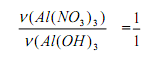 ν(Al(NO₃)₃) / ν(Al(OH)₃ = 1/1